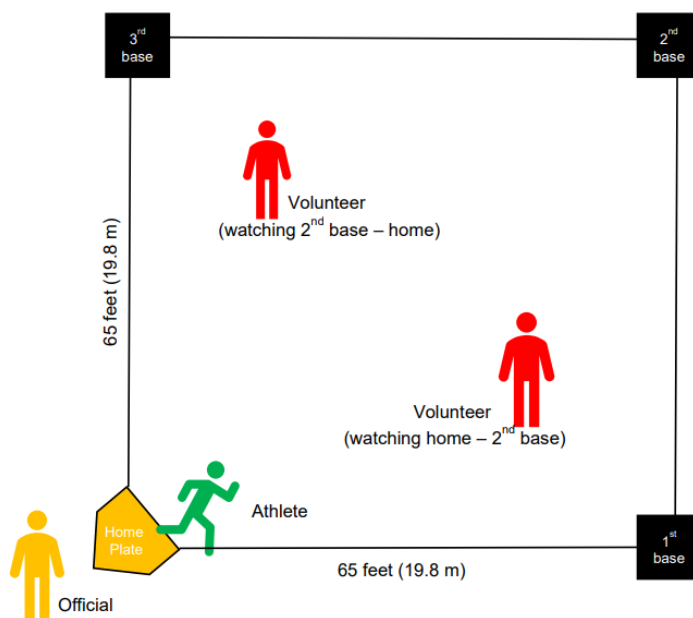 3rd
base
2nd
base
Volunteer
(watching 2nd base – home)
65 feet (19.8 m)
Volunteer
(watching home – 2nd base)
Athlete
Home
Plate
1st
base
65 feet (19.8 m)
Official